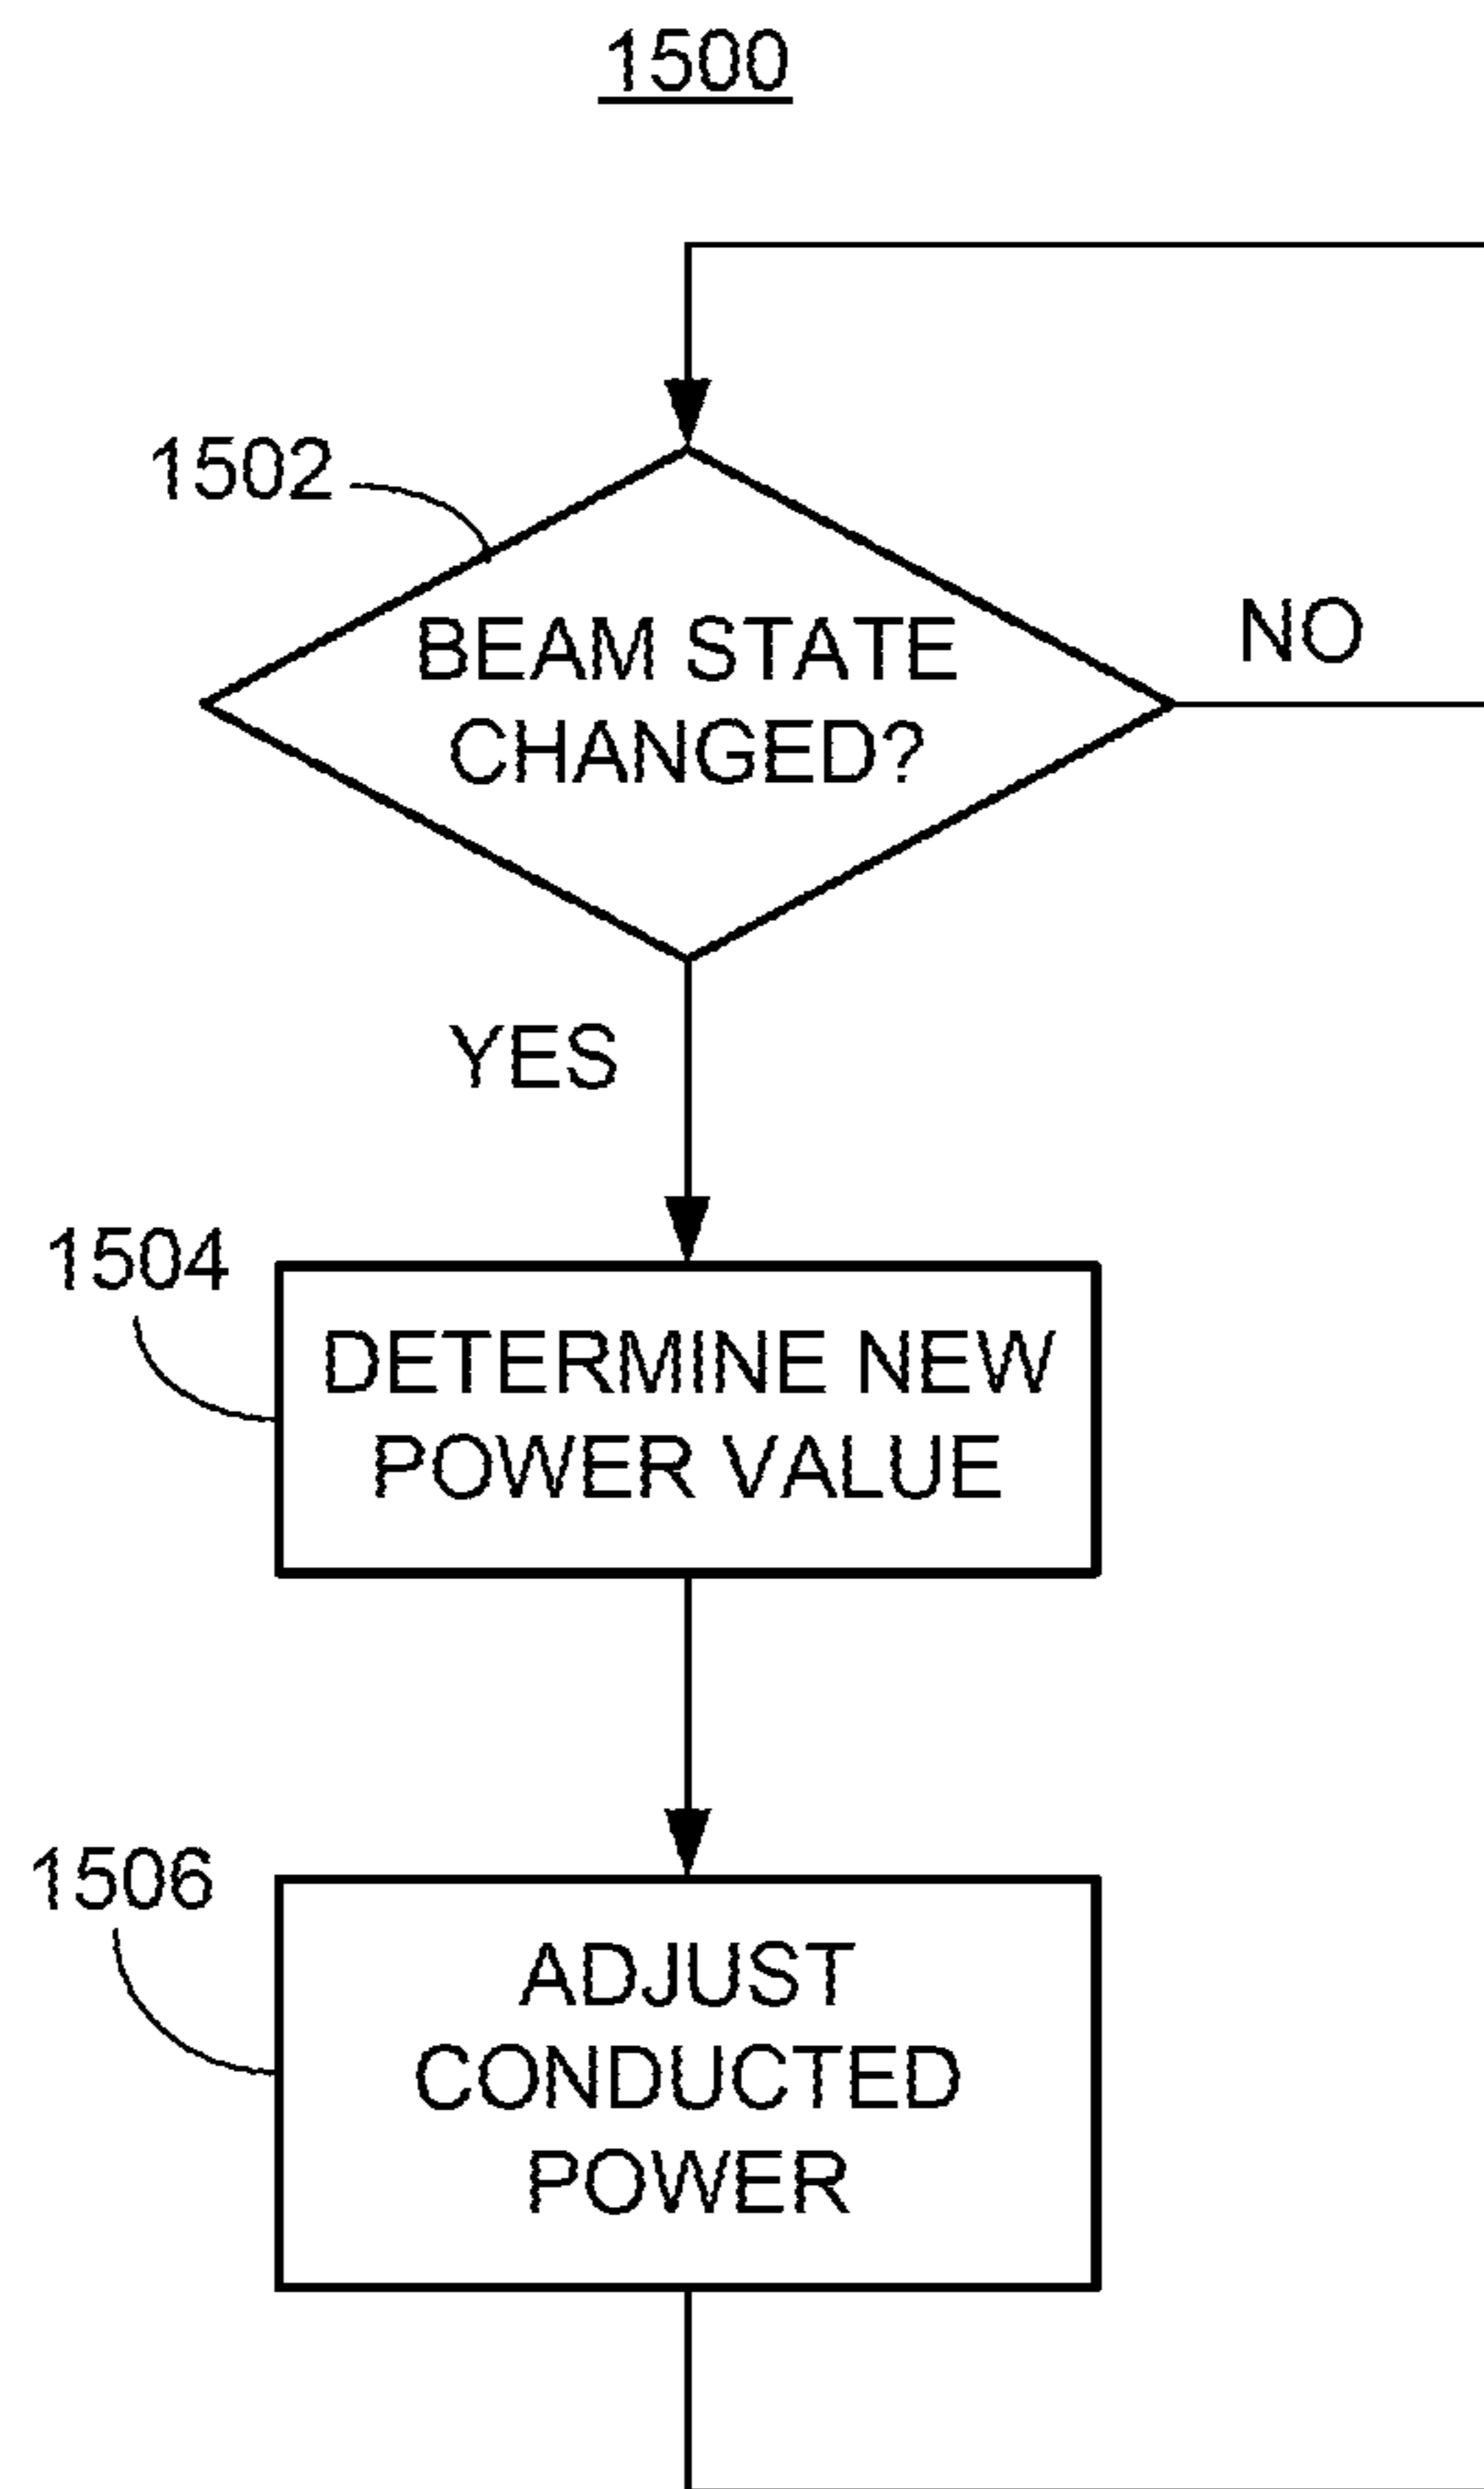 1500
1502
BEAM STATE
CHANGED?
NO
YES
1504
DETERMINE NEW
POWER VALUE
1506
ADJUST
CONDUCTED
POWER